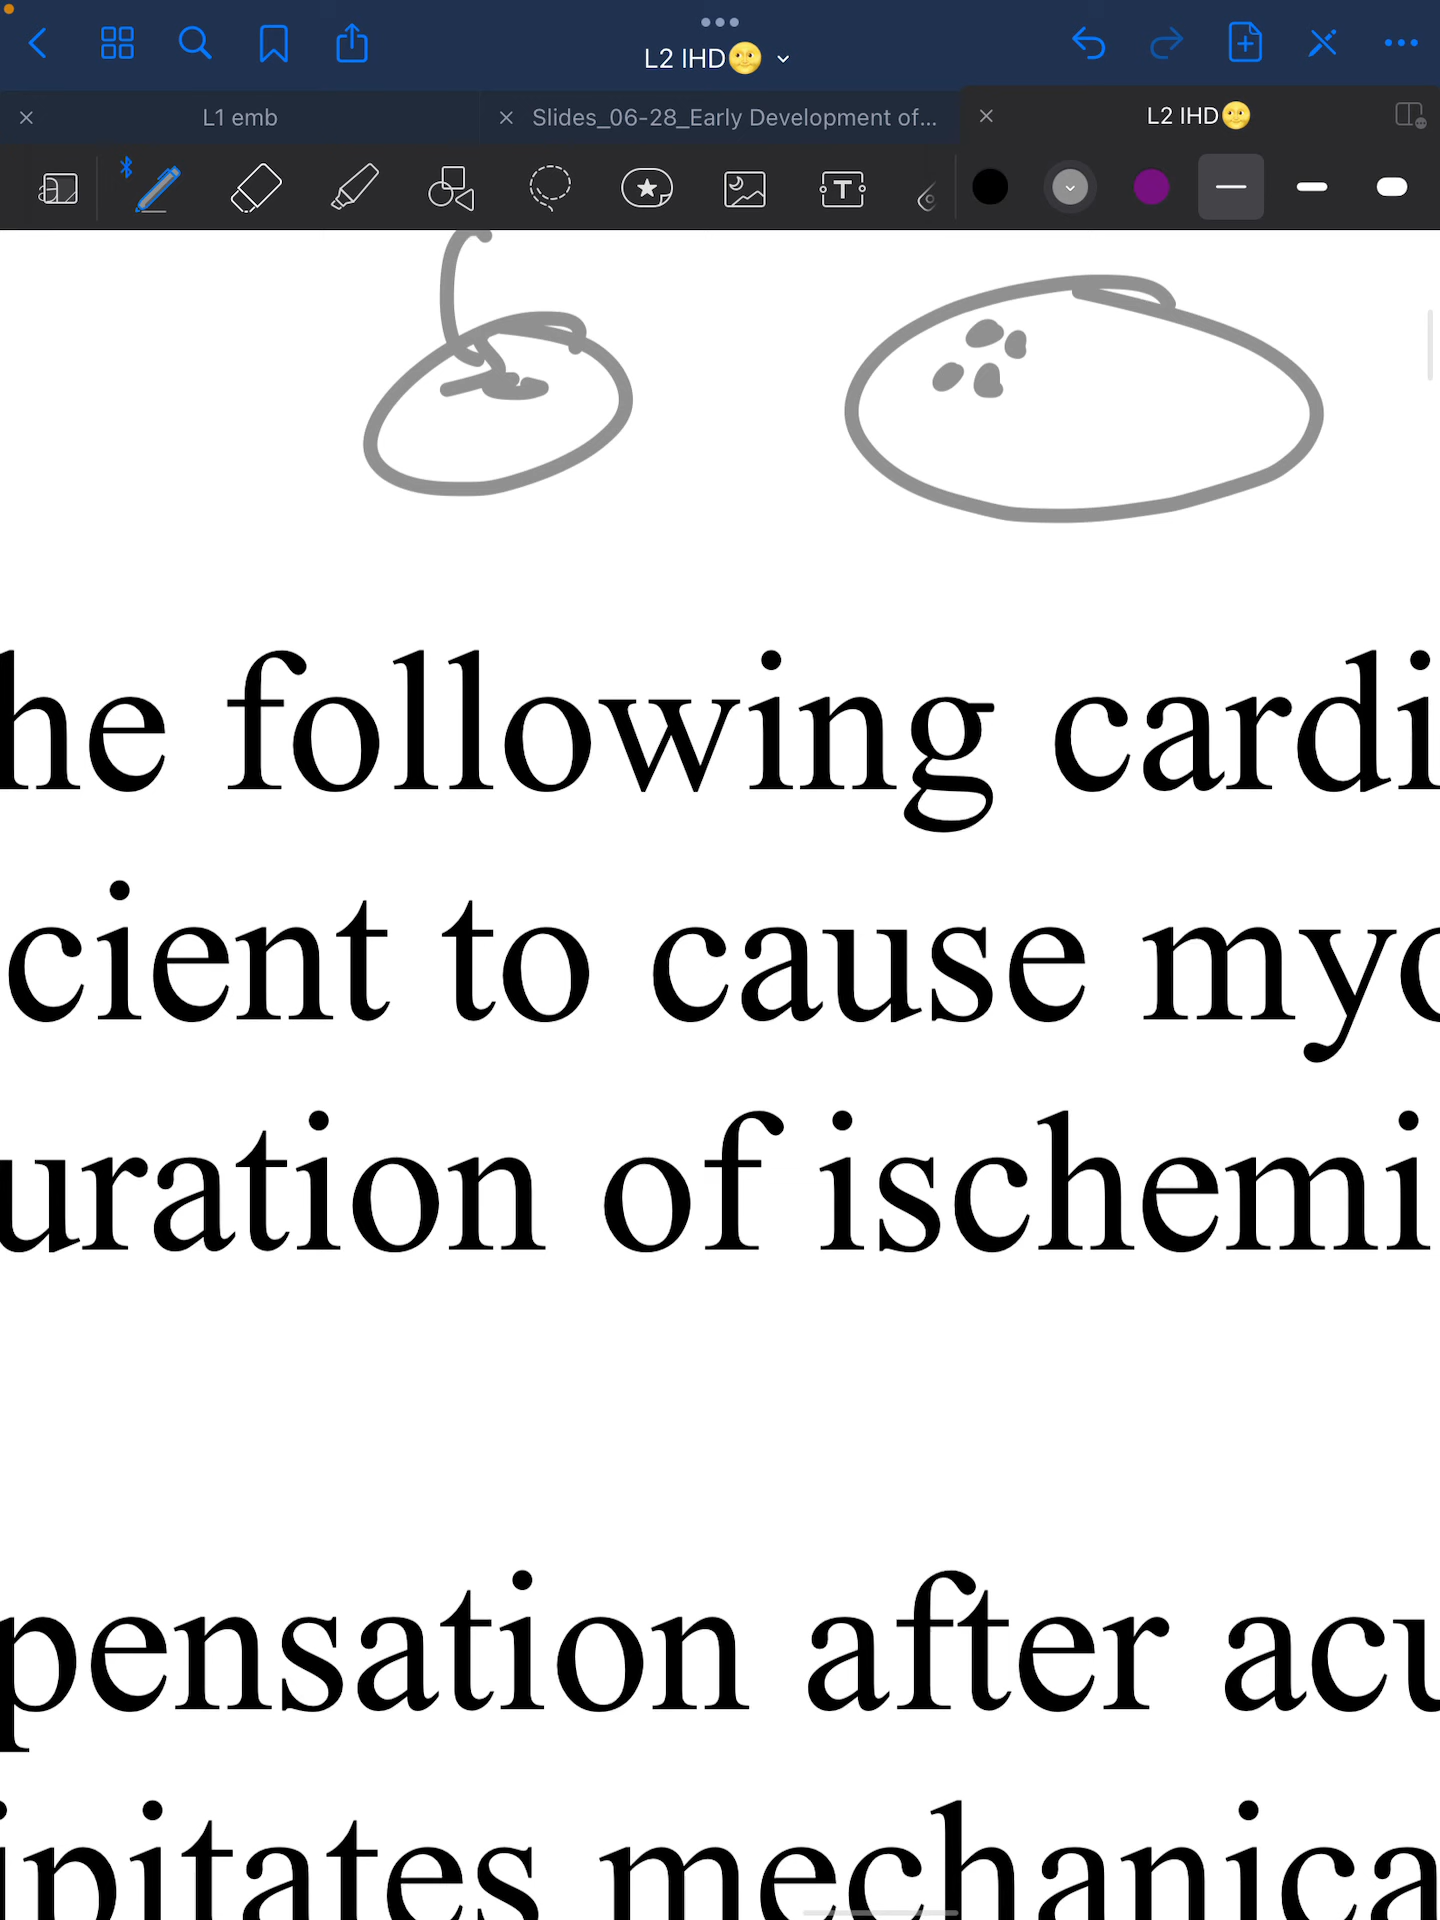 L2 IHD🌝
L1 emb
Slides_06-28_Early Development of...
L2 IHD🌝
he following cardi
cient to cause myo
uration of ischemi
pensation after acu
ipitates mechanica